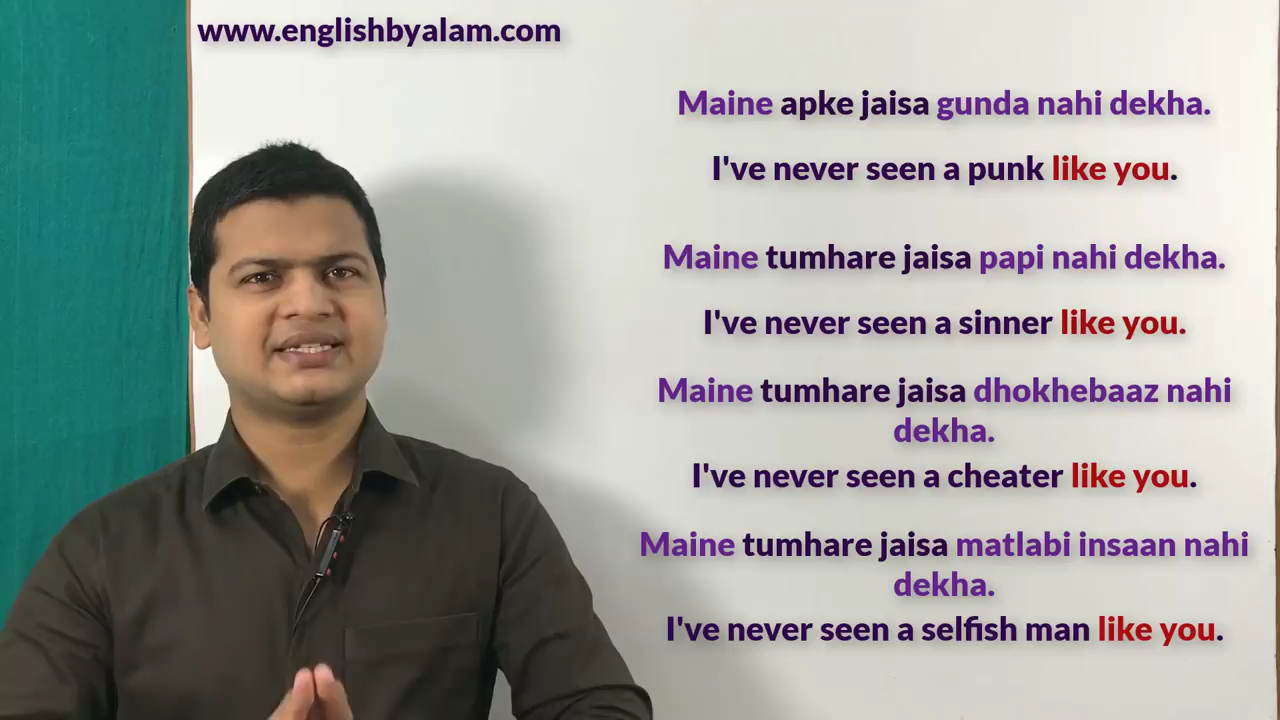 www.englishbyalam.com
Maine apke jaisa gunda nahi dekha.
I've never seen a punk like you.
Maine tumhare jaisa papi nahi dekha.
I've never seen a sinner like you.
Maine tumhare jaisa dhokhebaaz nahi
dekha.
I've never seen a cheater like you.
Maine tumhare jaisa matlabi insaan nahi
dekha.
I've never seen a selfish man like you.